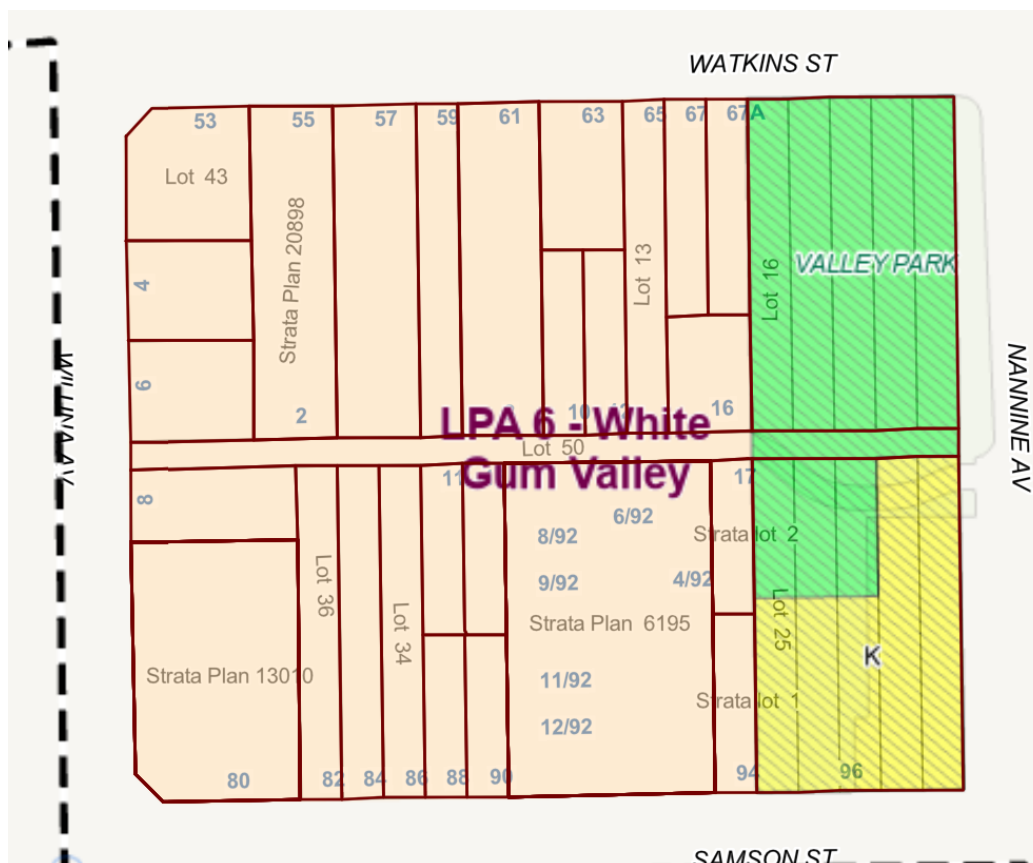 WATKINS ST
53
55
57
59
61
63
65
67
67A
Lot 43
Strata Plan 20898
Lot 13
Lot 16
VALLEY PARK
4
6
2
16
WILLINA AV
NANNINE AV
LPA 6 - White
Gum Valley
Lot 50
8
11
17
6/92
8/92
Strata lot 2
9/92
4/92
Lot 36
Lot 34
Strata Plan 6195
Lot 25
K
Strata Plan 13010
11/92
Strata lot 1
12/92
80
82
84
86
88
90
94
96
SAMSON ST